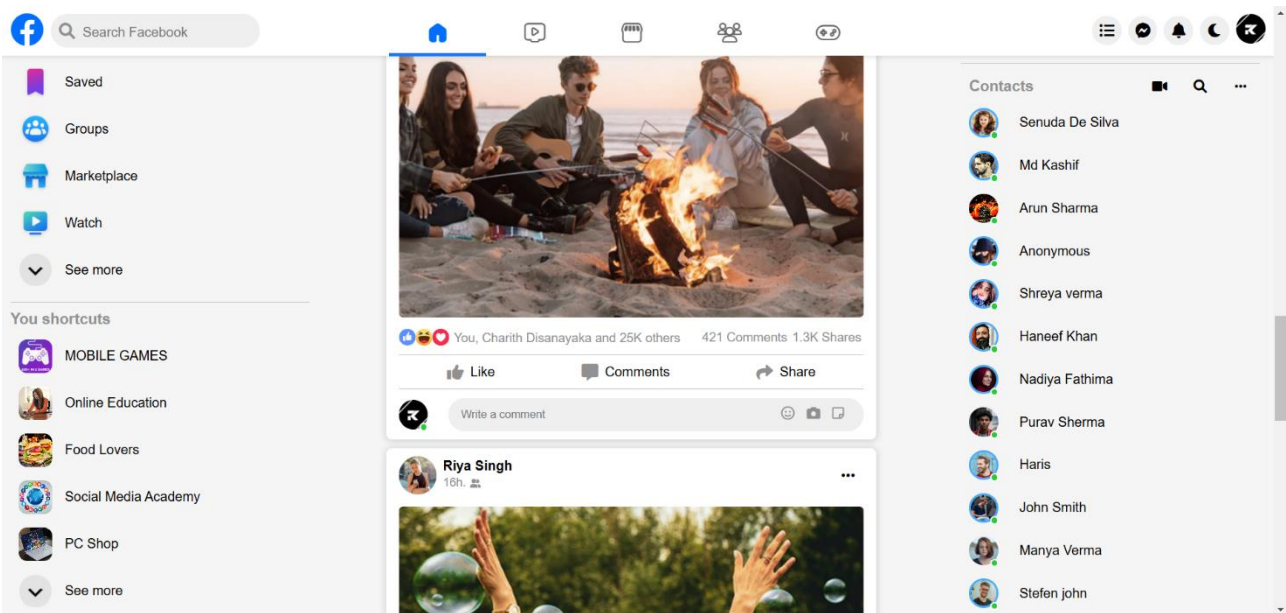 Search Facebook
Saved
Groups
Marketplace
Watch
See more
You shortcuts
MOBILE GAMES
Online Education
Food Lovers
Social Media Academy
PC Shop
See more
You, Charith Disanayaka and 25K others 421 Comments 1.3K Shares
Like Comments Share
Write a comment
Riya Singh
16h.
Contacts
Senuda De Silva
Md Kashif
Arun Sharma
Anonymous
Shreya verma
Haneef Khan
Nadiya Fathima
Purav Sherma
Haris
John Smith
Manya Verma
Stefen john